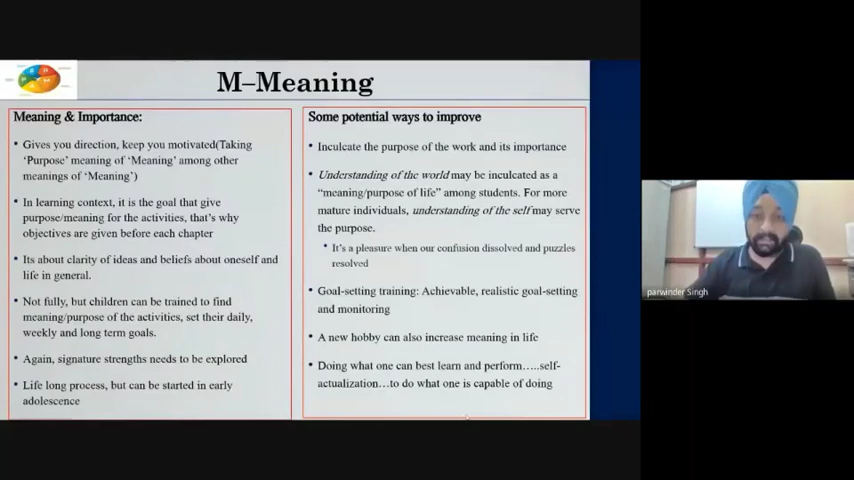 M–Meaning
Meaning & Importance:
• Gives you direction, keep you motivated(Taking
‘Purpose’ meaning of ‘Meaning’ among other
meanings of ‘Meaning’)
• In learning context, it is the goal that give
purpose/meaning for the activities, that’s why
objectives are given before each chapter
• Its about clarity of ideas and beliefs about oneself and
life in general.
• Not fully, but children can be trained to find
meaning/purpose of the activities, set their daily,
weekly and long term goals.
• Again, signature strengths needs to be explored
• Life long process, but can be started in early
adolescence
Some potential ways to improve
• Inculcate the purpose of the work and its importance
• Understanding of the world may be inculcated as a
“meaning/purpose of life” among students. For more
mature individuals, understanding of the self may serve
the purpose.
• It’s a pleasure when our confusion dissolved and puzzles
resolved
• Goal-setting training: Achievable, realistic goal-setting
and monitoring
• A new hobby can also increase meaning in life
• Doing what one can best learn and perform…..self-
actualization…to do what one is capable of doing
parwinder Singh